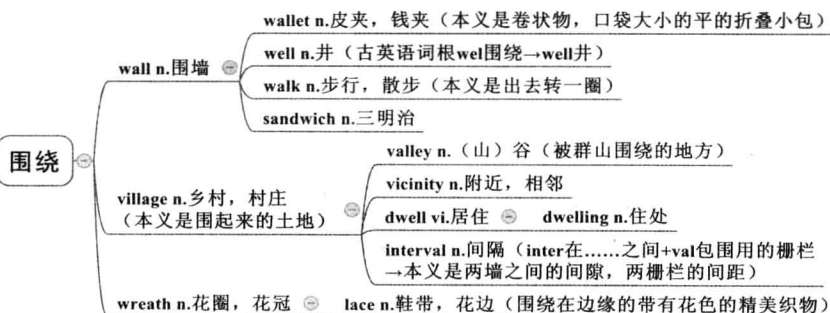 围绕
wall n.围墙
wallet n.皮夹，钱夹（本义是卷状物，口袋大小的平的折叠小包）
well n.井（古英语词根wel围绕→well井）
walk n.步行，散步（本义是出去转一圈）
sandwich n.三明治
village n.乡村，村庄
（本义是围起来的土地）
valley n.（山）谷（被群山围绕的地方）
vicinity n.附近，相邻
dwell vi.居住 dwelling n.住处
interval n.间隔（inter在……之间+val包围用的栅栏
→本义是两墙之间的间隙，两栅栏的间距）
wreath n.花圈，花冠 lace n.鞋带，花边（围绕在边缘的带有花色的精美织物）